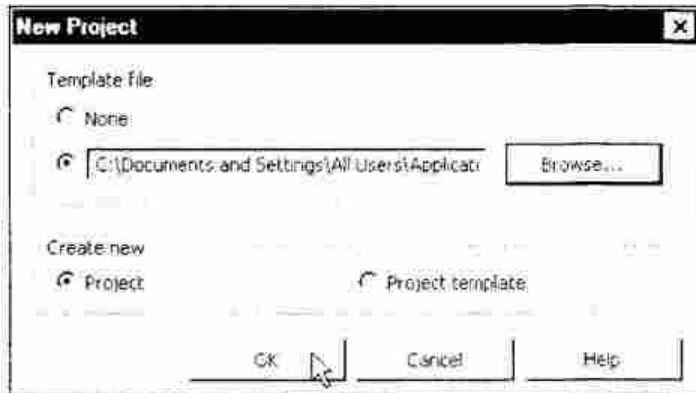 New Project
Template file
None
C:\Documents and Settings\All Users\Applicati
Browse...
Create new
Project
Project template
OK
Cancel
Help